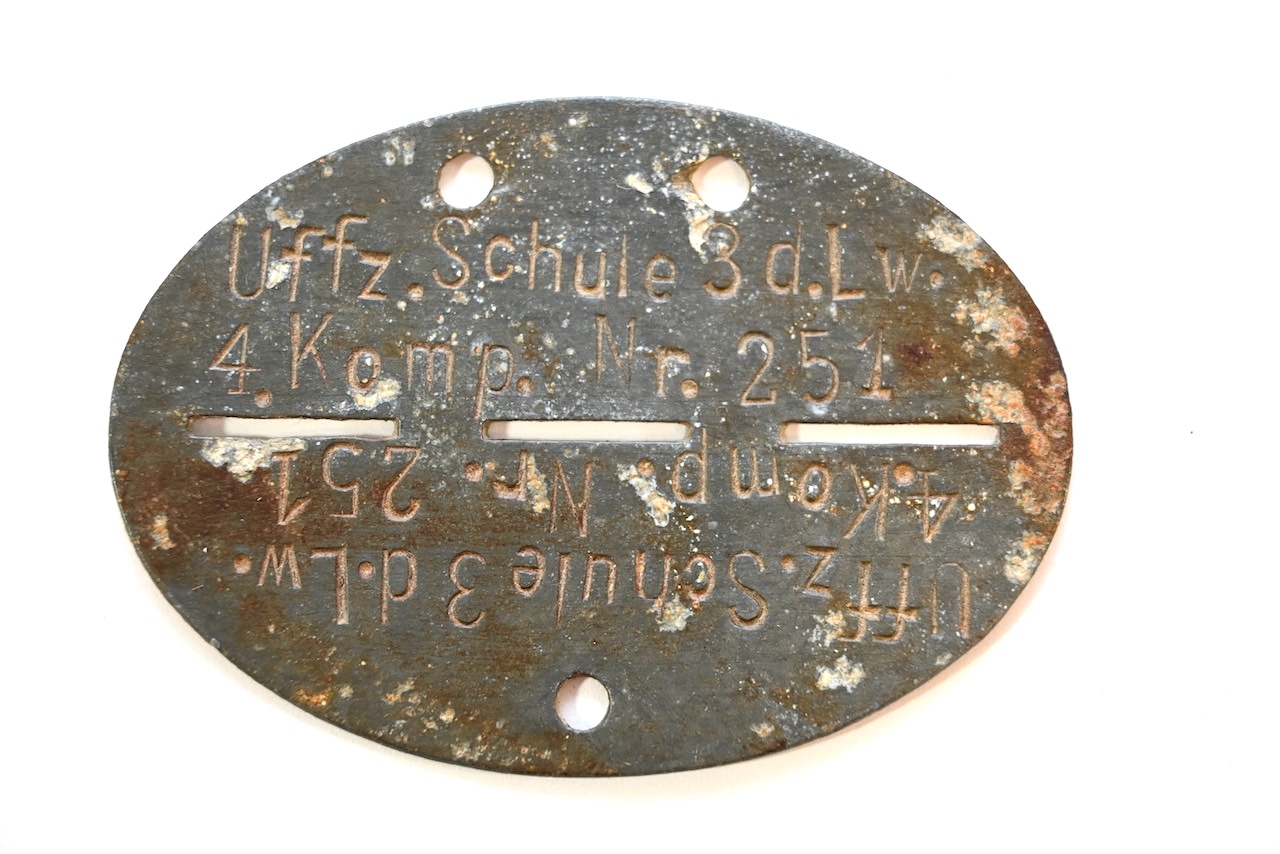 Uffz. Schule 3 d. Lw.
4. Komp. Nr. 251
4. Komp. Nr. 251
Uffz. Schule 3 d. Lw.